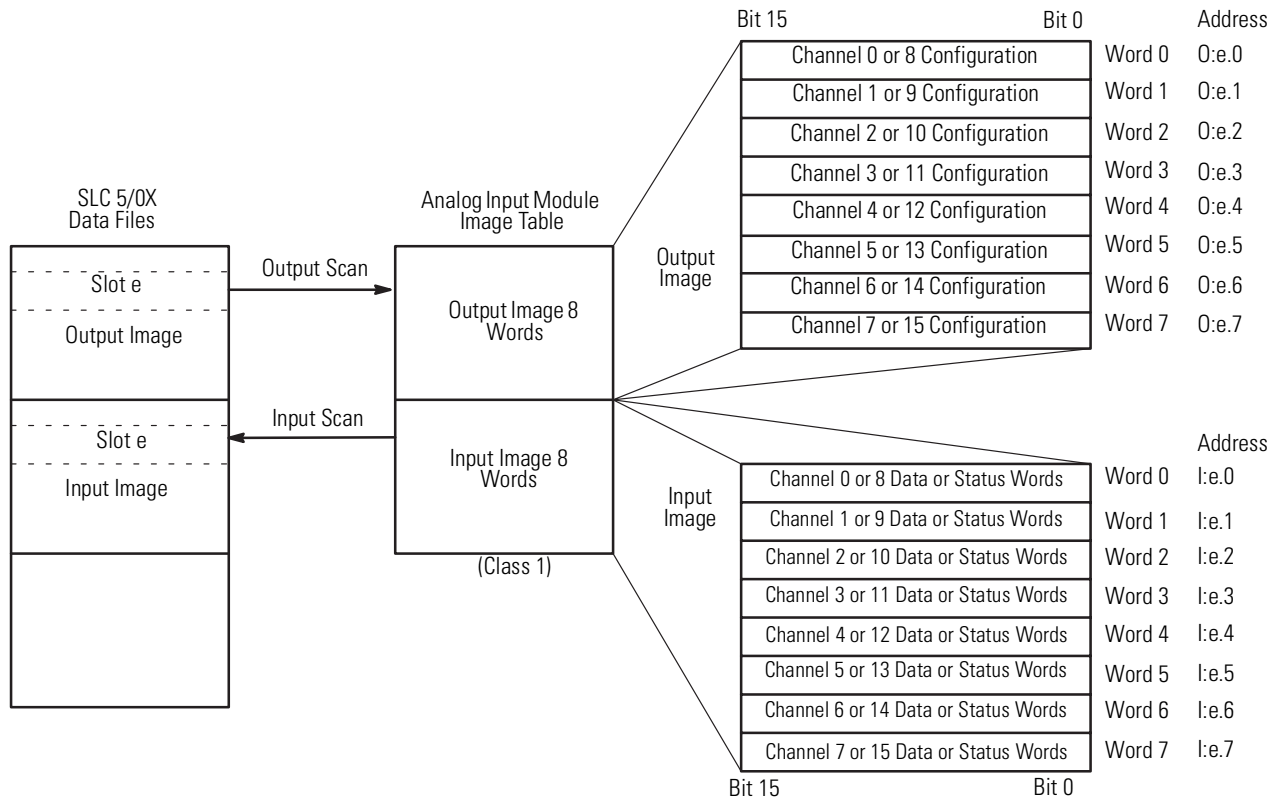 SLC 5/0X
Data Files
Slot e
Output Image
Slot e
Input Image
Output Scan
Input Scan
Analog Input Module
Image Table
Output Image 8
Words
Input Image 8
Words
(Class 1)
Output
Image
Bit 15 Bit 0 Address
Channel 0 or 8 Configuration Word 0 O:e.0
Channel 1 or 9 Configuration Word 1 O:e.1
Channel 2 or 10 Configuration Word 2 O:e.2
Channel 3 or 11 Configuration Word 3 O:e.3
Channel 4 or 12 Configuration Word 4 O:e.4
Channel 5 or 13 Configuration Word 5 O:e.5
Channel 6 or 14 Configuration Word 6 O:e.6
Channel 7 or 15 Configuration Word 7 O:e.7
Input
Image
Address
Channel 0 or 8 Data or Status Words Word 0 I:e.0
Channel 1 or 9 Data or Status Words Word 1 I:e.1
Channel 2 or 10 Data or Status Words Word 2 I:e.2
Channel 3 or 11 Data or Status Words Word 3 I:e.3
Channel 4 or 12 Data or Status Words Word 4 I:e.4
Channel 5 or 13 Data or Status Words Word 5 I:e.5
Channel 6 or 14 Data or Status Words Word 6 I:e.6
Channel 7 or 15 Data or Status Words Word 7 I:e.7
Bit 15 Bit 0